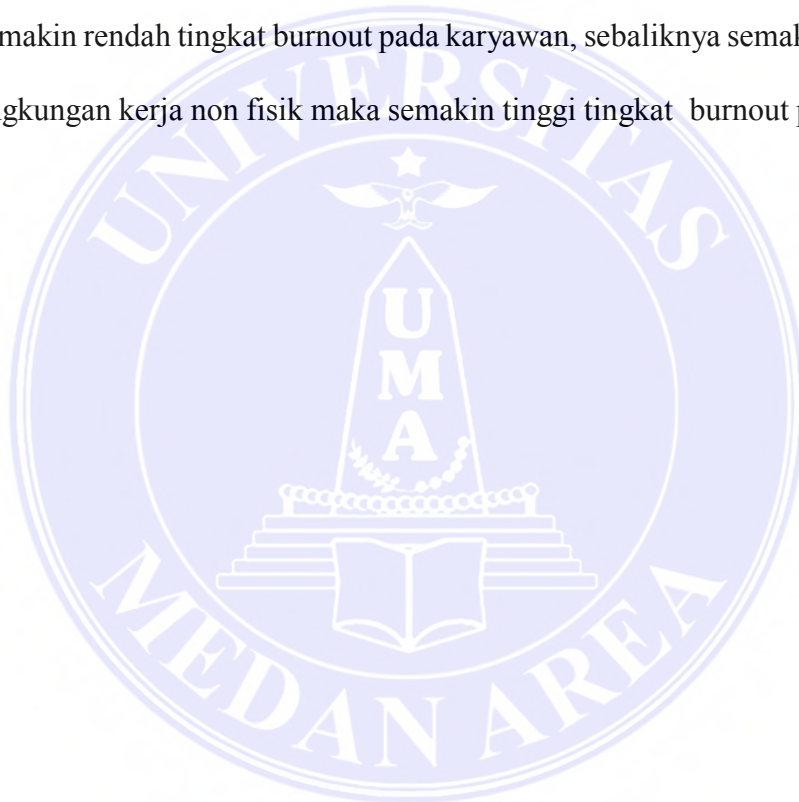 makin rendah tingkat burnout pada karyawan, sebaliknya semak
gkungan kerja non fisik maka semakin tinggi tingkat burnout p
UNIVERSITAS
U
M
A
MEDAN AREA